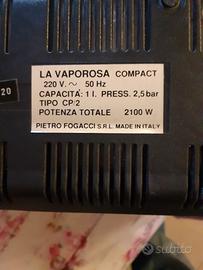 LA VAPOROSA COMPACT
220 V. ~ 50 Hz
CAPACITÁ: 1 l. PRESS. 2,5 bar
TIPO CP/2
POTENZA TOTALE 2100 W
PIETRO FOGACCI S.R.L. MADE IN ITALY
20
subito